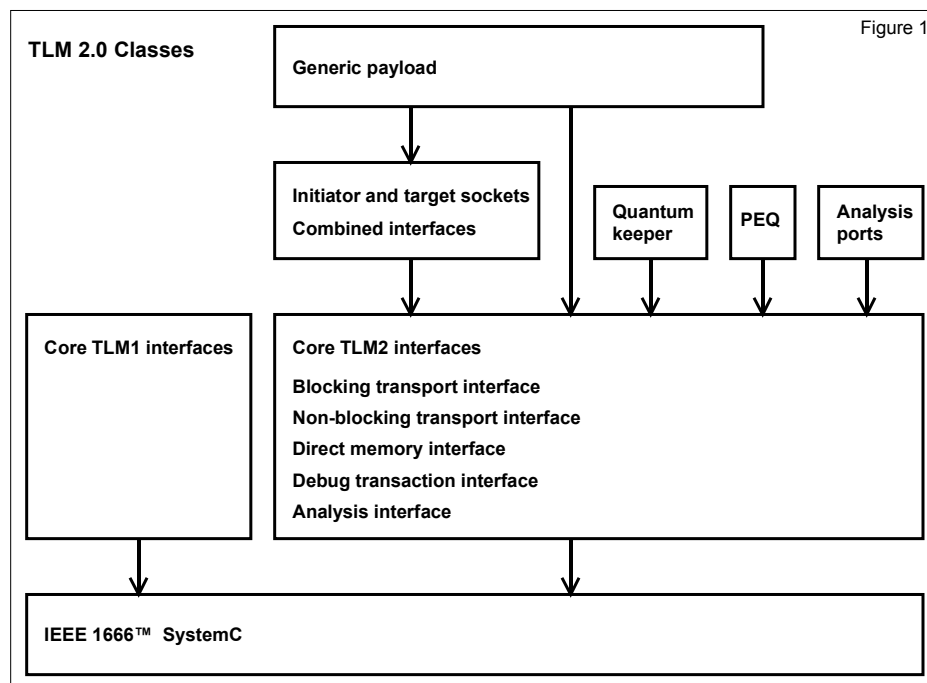 Figure 1
TLM 2.0 Classes
Generic payload
Initiator and target sockets
Combined interfaces
Quantum
keeper
PEQ
Analysis
ports
Core TLM1 interfaces
Core TLM2 interfaces
Blocking transport interface
Non-blocking transport interface
Direct memory interface
Debug transaction interface
Analysis interface
IEEE 1666™ SystemC